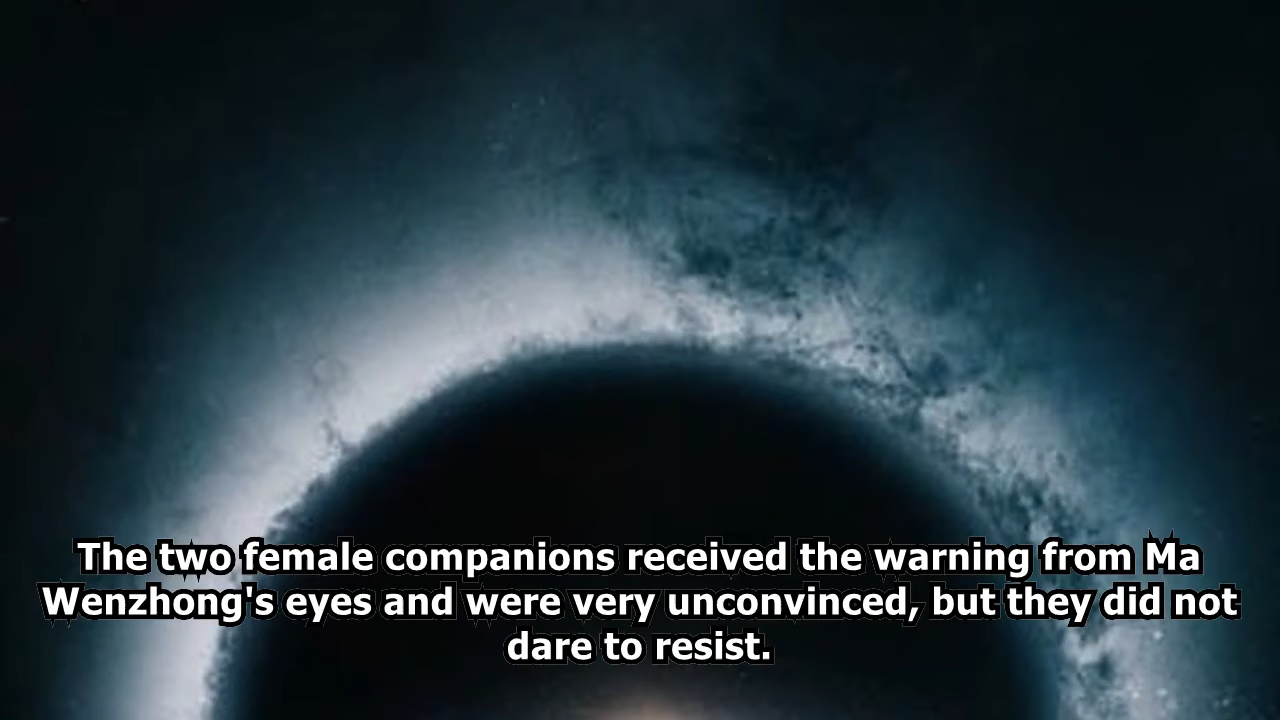 The two female companions received the warning from Ma
Wenzhong's eyes and were very unconvinced, but they did not
dare to resist.